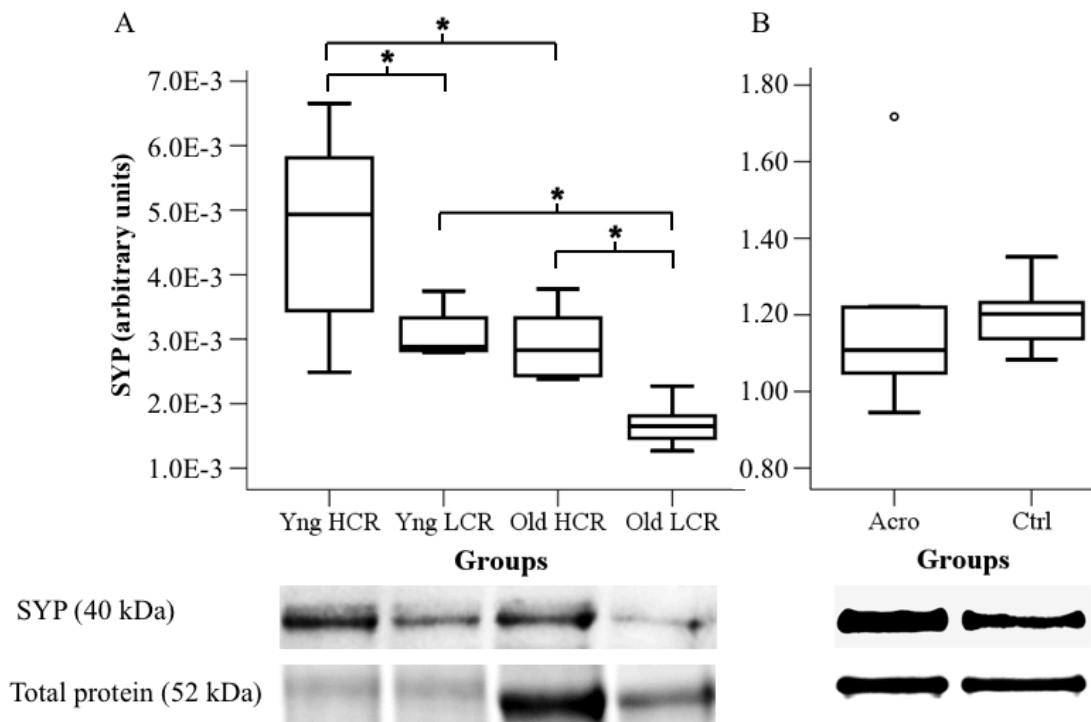 A
B
*
*
*
*
SYP (arbitrary units)
7.0E-3
6.0E-3
5.0E-3
4.0E-3
3.0E-3
2.0E-3
1.0E-3
Yng HCR Yng LCR Old HCR Old LCR
Groups
1.80
1.60
1.40
1.20
1.00
0.80
Acro Ctrl
Groups
SYP (40 kDa)
Total protein (52 kDa)